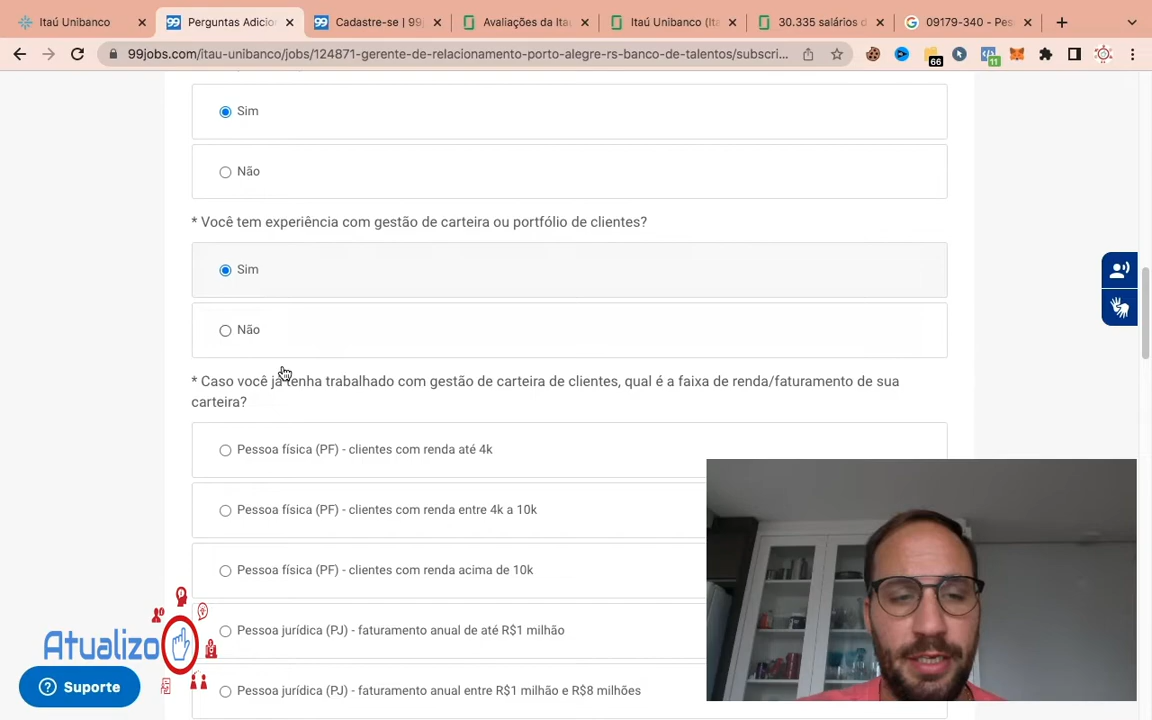 Itaú Unibanco
Perguntas Adicio
Cadastre-se | 99j
Avaliações da Ita
Itaú Unibanco (Ita
30.335 salários d
09179-340 - Pes
99jobs.com/itau-unibanco/jobs/124871-gerente-de-relacionamento-porto-alegre-rs-banco-de-talentos/subscri...
66
11
Sim
Não
* Você tem experiência com gestão de carteira ou portfólio de clientes?
Sim
Não
* Caso você já tenha trabalhado com gestão de carteira de clientes, qual é a faixa de renda/faturamento de sua
carteira?
Pessoa física (PF) - clientes com renda até 4k
Pessoa física (PF) - clientes com renda entre 4k a 10k
Pessoa física (PF) - clientes com renda acima de 10k
Pessoa jurídica (PJ) - faturamento anual de até R$1 milhão
Atualizo
Suporte
Pessoa jurídica (PJ) - faturamento anual entre R$1 milhão e R$8 milhões